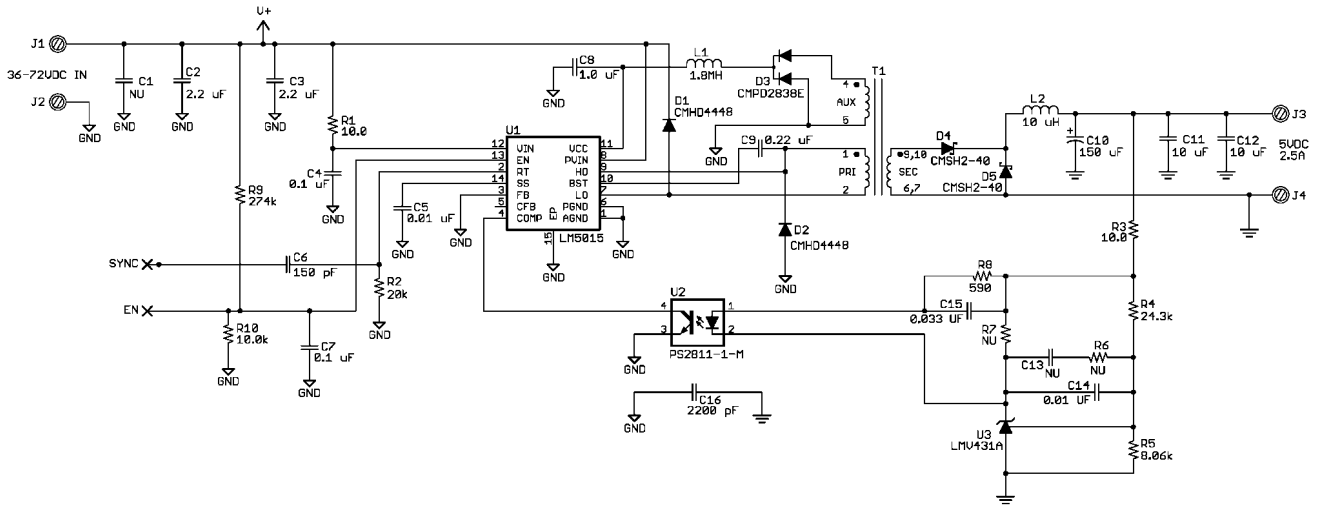 V+
J1
36-72VDC IN
J2
GND
C1
NU
GND
C2
2.2 uF
GND
C3
2.2 uF
GND
R1
10.0
C4
0.1 uF
GND
R9
274k
C8
1.0 uF
GND
L1
1.8MH
D3
CMPD2838E
GND
D1
CMHD4448
C9
0.22 uF
T1
4
AUX
5
1
PRI
2
9,10
SEC
6,7
D4
CMSH2-40
D5
CMSH2-40
L2
10 uH
C10
150 uF
C11
10 uF
C12
10 uF
J3
5VDC
2.5A
J4
U1
12 VIN
13 EN
2 RT
14 SS
3 FB
5 CFB
4 COMP
VCC 11
PVIN 8
HO 9
BST 10
LO 7
PGND 6
AGND 1
EP
15
LM5015
GND
GND
C5
0.01 uF
GND
GND
D2
CMHD4448
GND
SYNC
C6
150 pF
R2
20k
GND
EN
R10
10.0k
GND
C7
0.1 uF
GND
U2
4
3
1
2
PS2811-1-M
GND
C16
2200 pF
GND
R3
10.0
R8
590
C15
0.033 UF
R7
NU
R4
24.3k
C13
NU
R6
NU
C14
0.01 UF
U3
LMV431A
R5
8.06k